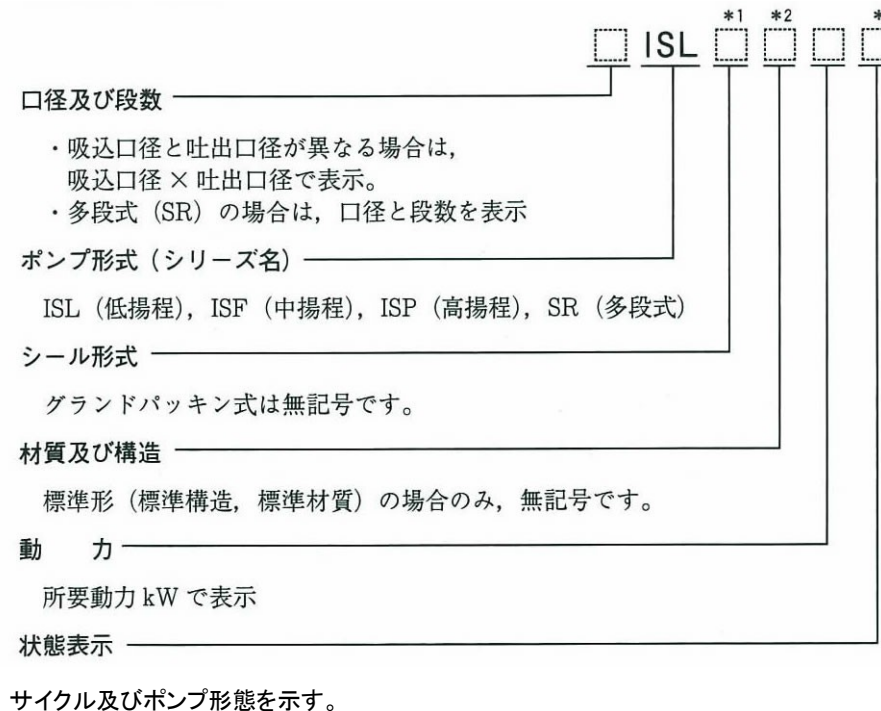 *1 *2 *
ISL
口径及び段数
・吸込口径と吐出口径が異なる場合は,
吸込口径 × 吐出口径で表示。
・多段式 (SR) の場合は, 口径と段数を表示
ポンプ形式 (シリーズ名)
ISL (低揚程), ISF (中揚程), ISP (高揚程), SR (多段式)
シール形式
グランドパッキン式は無記号です。
材質及び構造
標準形 (標準構造, 標準材質) の場合のみ, 無記号です。
動 力
所要動力 kW で表示
状態表示
サイクル及びポンプ形態を示す。